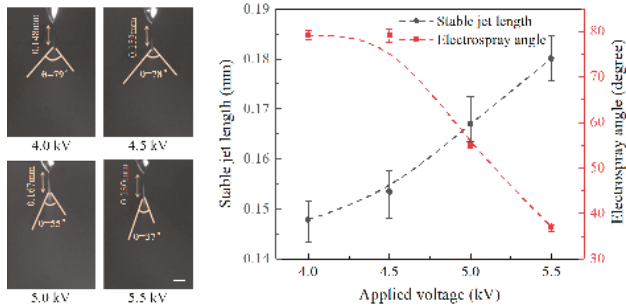 0.148mm
θ=79°
4.0 kV
0.153mm
θ=78°
4.5 kV
0.167mm
θ=55°
5.0 kV
0.180mm
θ=37°
5.5 kV
Stable jet length
Electrospray angle
0.19
0.18
0.17
0.16
0.15
0.14
Stable jet length (mm)
4.0 4.5 5.0 5.5
Applied voltage (kV)
80
70
60
50
40
30
Electrospray angle (degree)